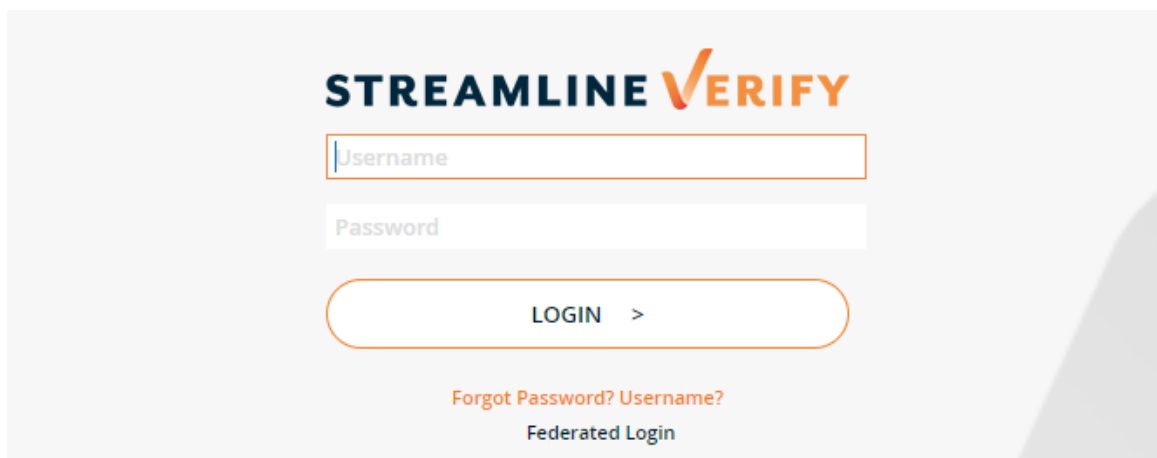 STREAMLINE VERIFY
Username
Password
LOGIN >
Forgot Password? Username?
Federated Login